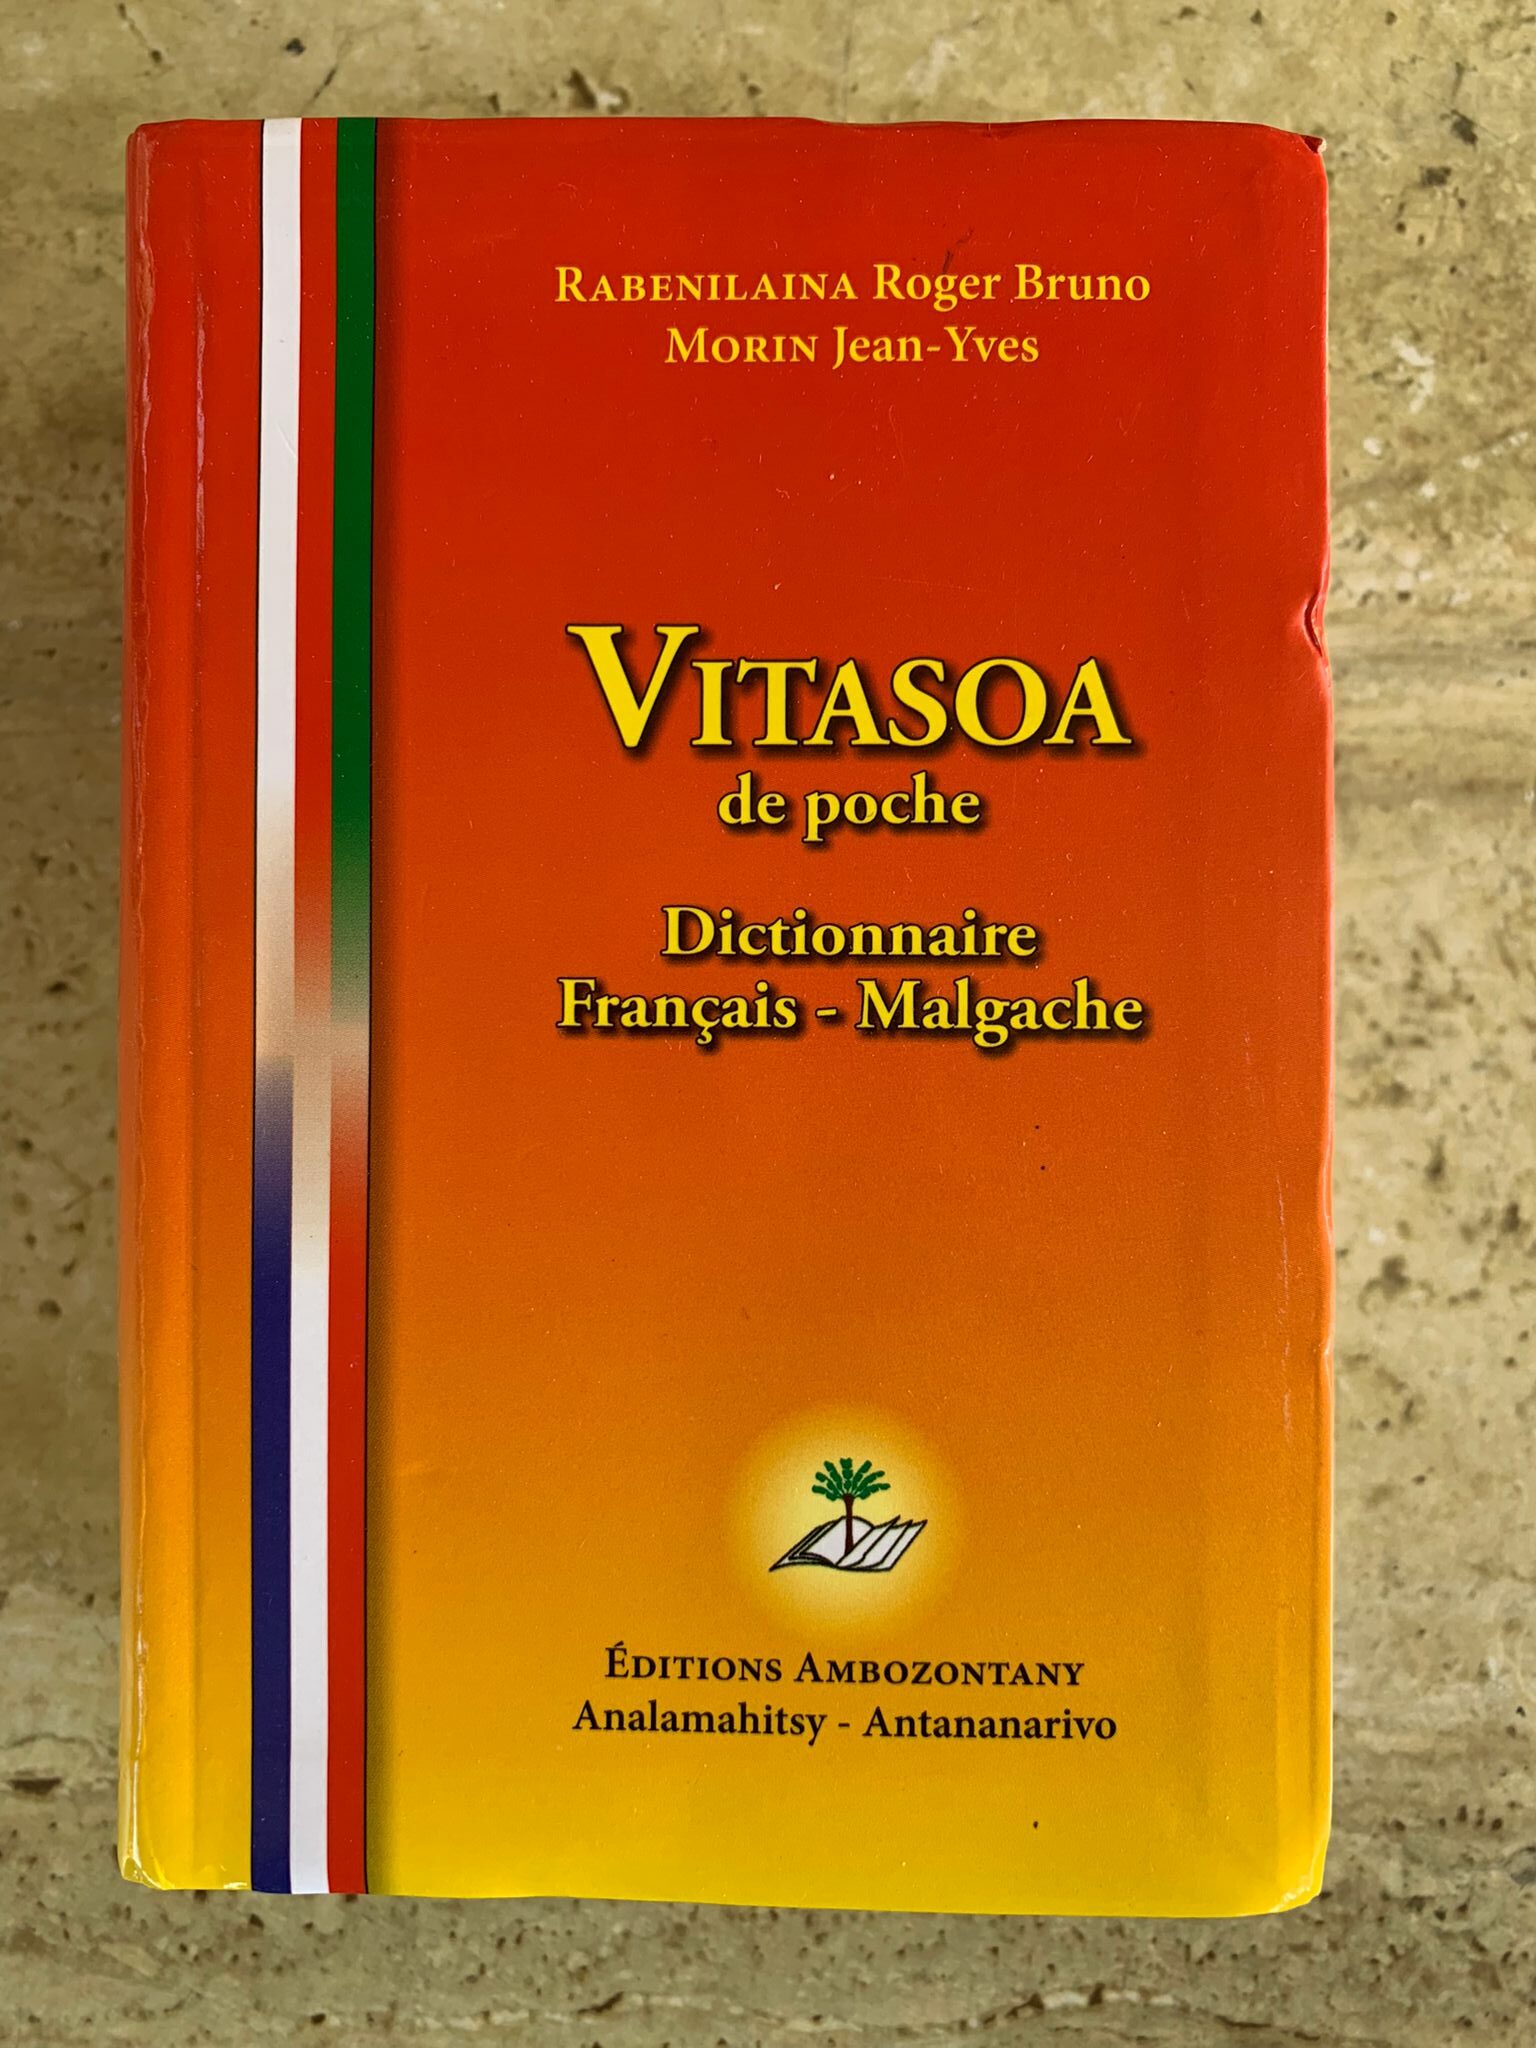 RABENILAINA Roger Bruno
MORIN Jean-Yves
VITASOA
de poche
Dictionnaire
Français - Malgache
ÉDITIONS AMBOZONTANY
Analamahitsy - Antananarivo